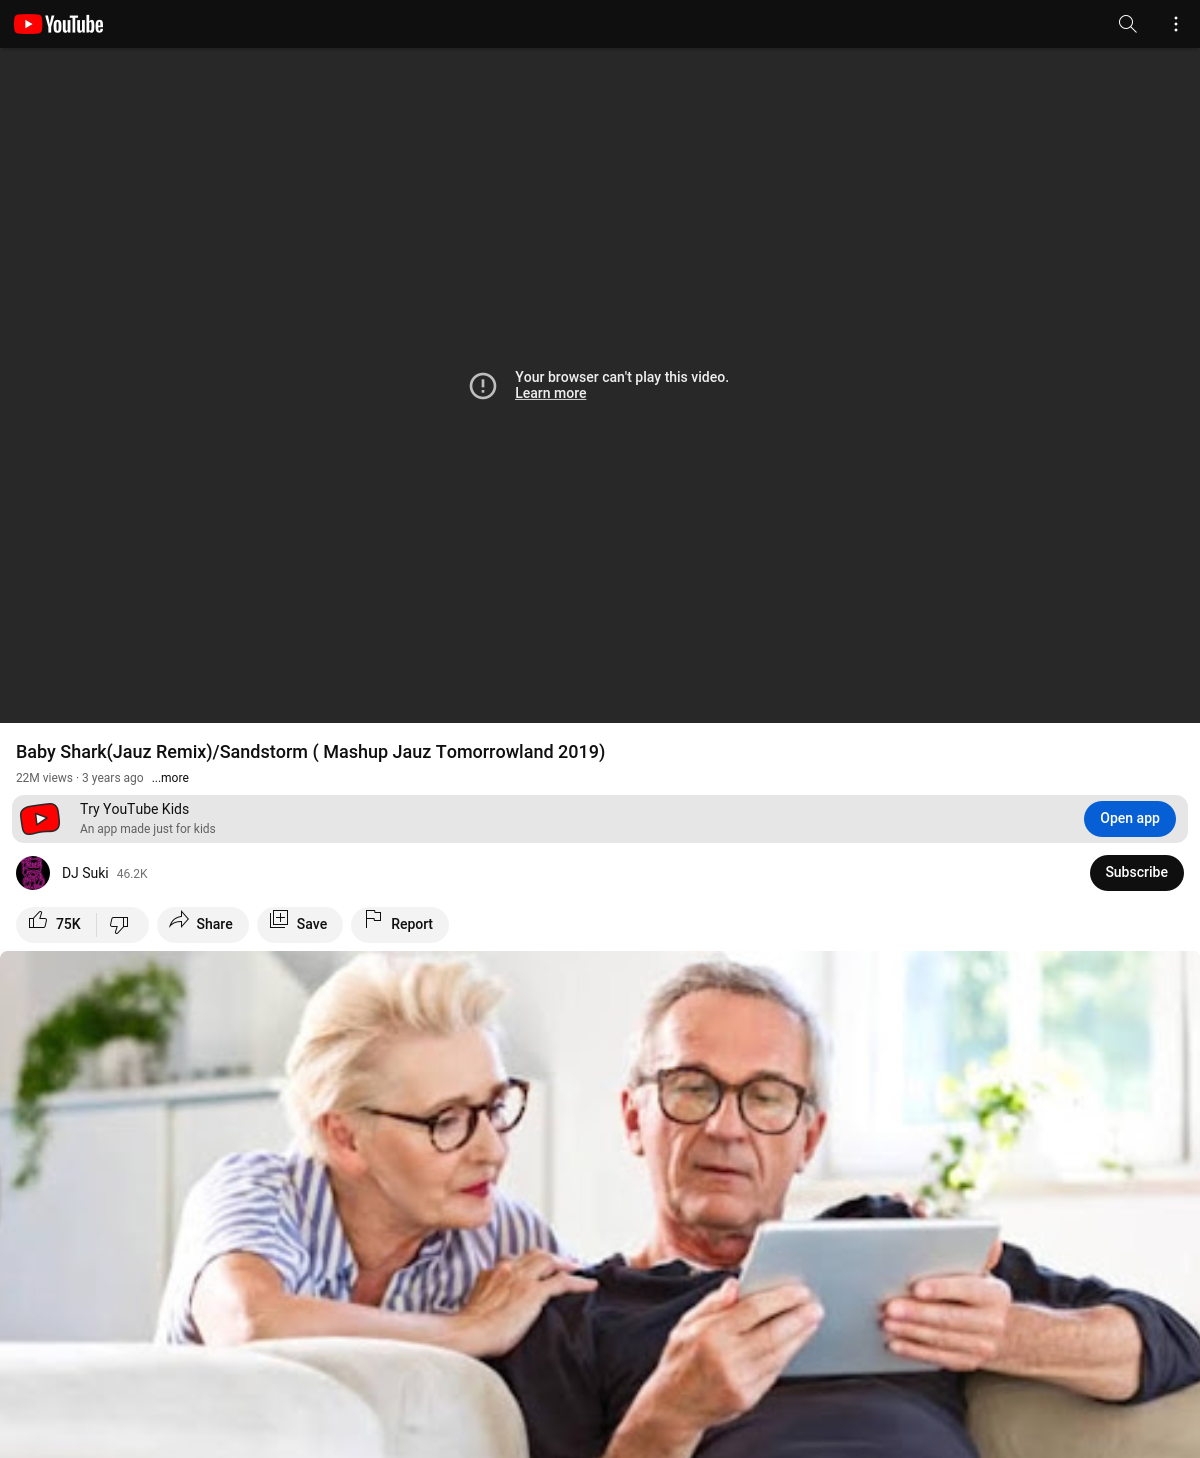 YouTube
Your browser can't play this video.
Learn more
Baby Shark(Jauz Remix)/Sandstorm ( Mashup Jauz Tomorrowland 2019)
22M views · 3 years ago ...more
Try YouTube Kids
An app made just for kids
Open app
DJ Suki 46.2K
Subscribe
75K
Share
Save
Report